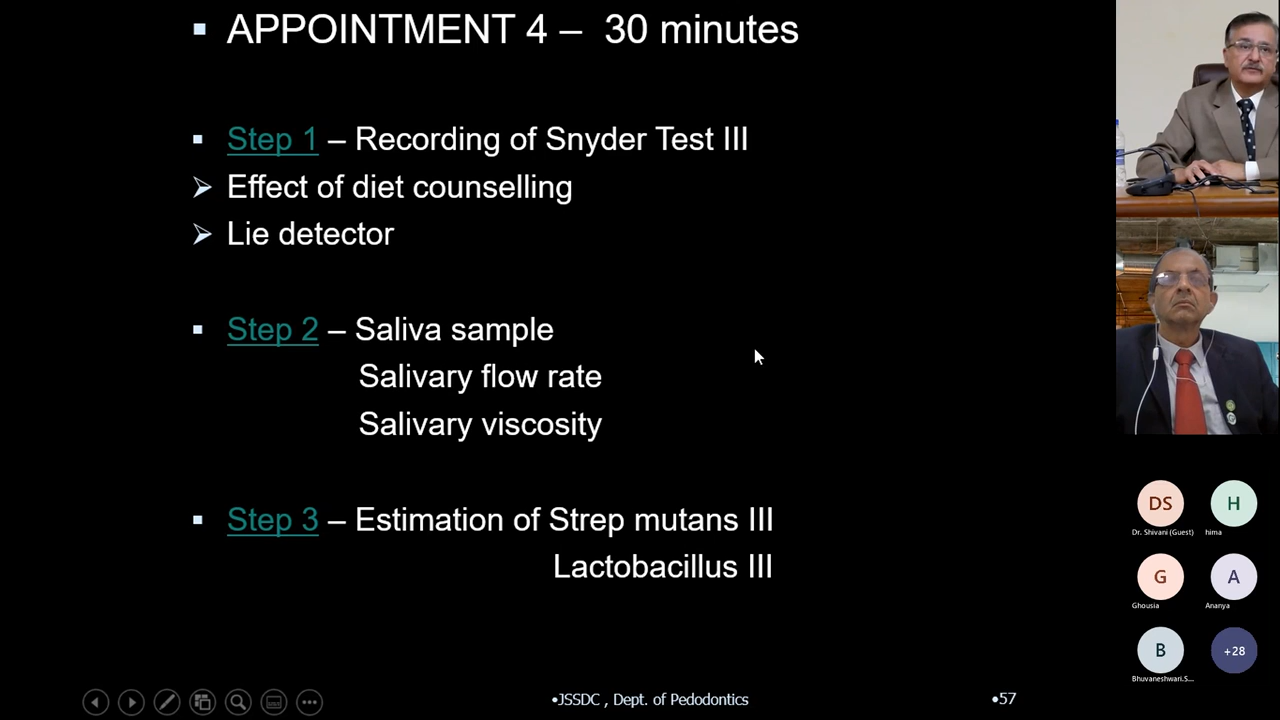 ▪ APPOINTMENT 4 – 30 minutes
▪ Step 1 – Recording of Snyder Test III
➢ Effect of diet counselling
➢ Lie detector
▪ Step 2 – Saliva sample
Salivary flow rate
Salivary viscosity
▪ Step 3 – Estimation of Strep mutans III
Lactobacillus III
•JSSDC , Dept. of Pedodontics
•57
DS
H
Dr. Shivani (Guest)
hima
G
A
Ghousia
Ananya
B
+28
Bhuvaneshwari.S...